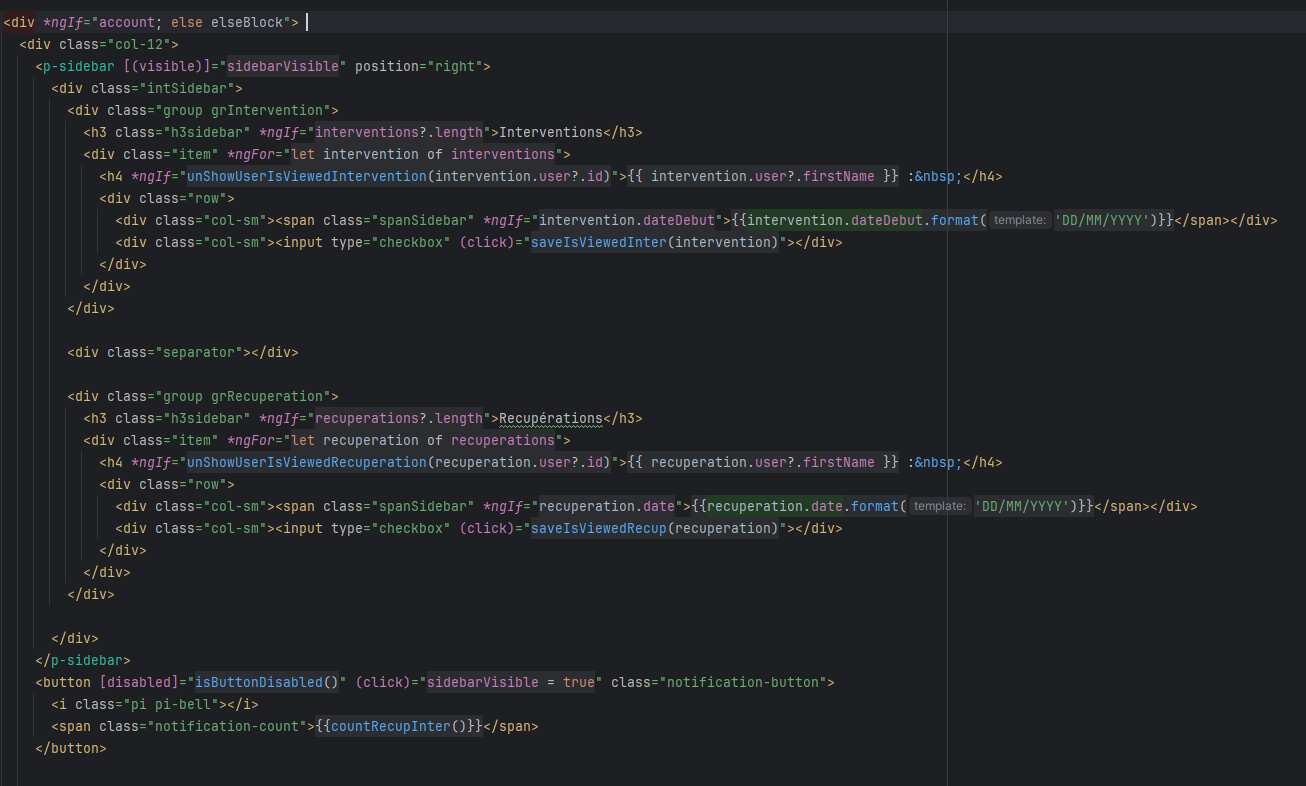 <div *ngIf="account; else elseBlock">
<div class="col-12">
<p-sidebar [(visible)]="sidebarVisible" position="right">
<div class="intSidebar">
<div class="group grIntervention">
<h3 class="h3sidebar" *ngIf="interventions?.length">Interventions</h3>
<div class="item" *ngFor="let intervention of interventions">
<h4 *ngIf="unShowUserIsViewedIntervention(intervention.user?.id)">{{ intervention.user?.firstName }} :&nbsp;</h4>
<div class="row">
<div class="col-sm"><span class="spanSidebar" *ngIf="intervention.dateDebut">{{intervention.dateDebut.format( template: 'DD/MM/YYYY')}}</span></div>
<div class="col-sm"><input type="checkbox" (click)="saveIsViewedInter(intervention)"></div>
</div>
</div>
</div>
<div class="separator"></div>
<div class="group grRecuperation">
<h3 class="h3sidebar" *ngIf="recuperations?.length">Recupérations</h3>
<div class="item" *ngFor="let recuperation of recuperations">
<h4 *ngIf="unShowUserIsViewedRecuperation(recuperation.user?.id)">{{ recuperation.user?.firstName }} :&nbsp;</h4>
<div class="row">
<div class="col-sm"><span class="spanSidebar" *ngIf="recuperation.date">{{recuperation.date.format( template: 'DD/MM/YYYY')}}</span></div>
<div class="col-sm"><input type="checkbox" (click)="saveIsViewedRecup(recuperation)"></div>
</div>
</div>
</div>
</div>
</p-sidebar>
<button [disabled]="isButtonDisabled()" (click)="sidebarVisible = true" class="notification-button">
<i class="pi pi-bell"></i>
<span class="notification-count">{{countRecupInter()}}</span>
</button>